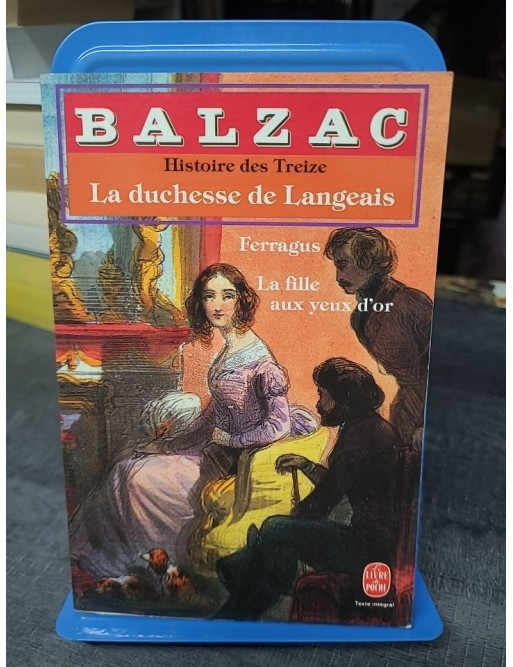 BALZAC
Histoire des Treize
La duchesse de Langeais
Ferragus
La fille
aux yeux d'or
Le
LIVRE
de
POCHE
Texte intégral